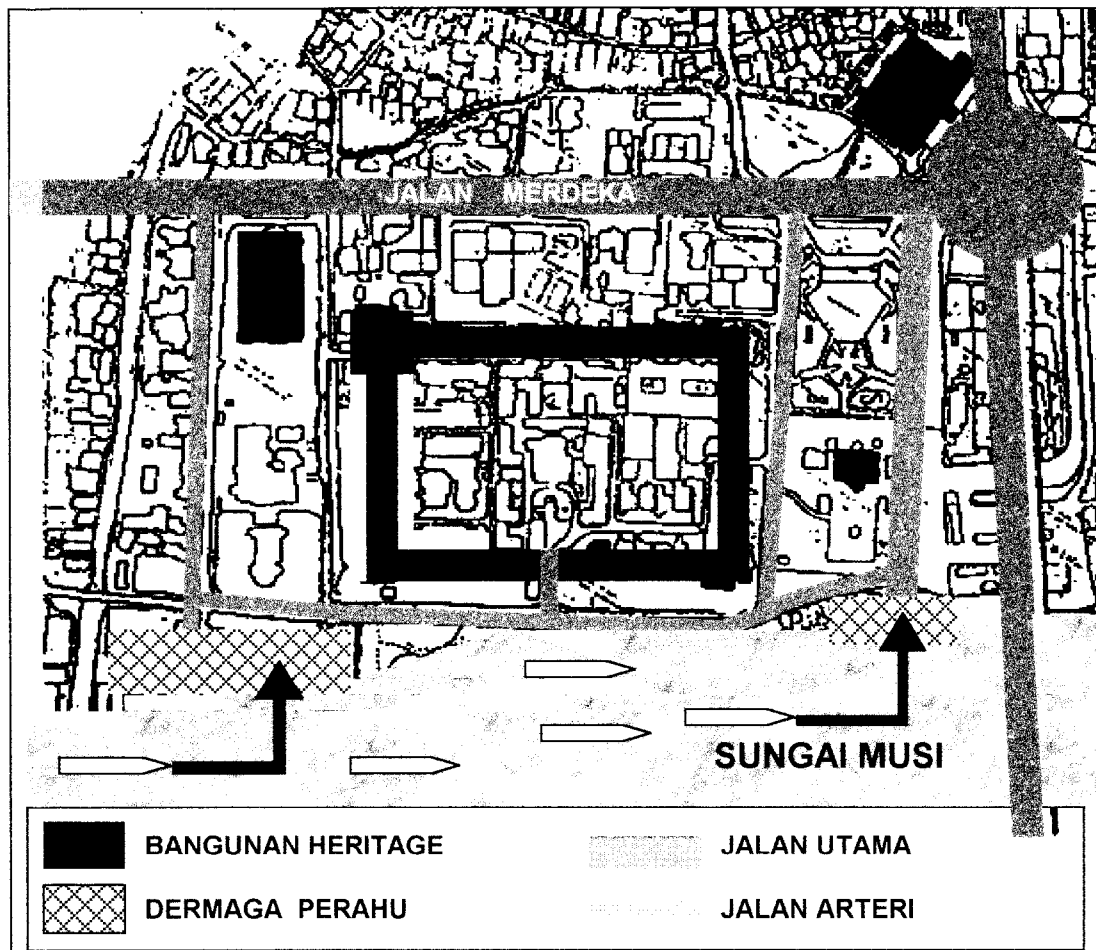 JALAN MERDEKA
SUNGAI MUSI
BANGUNAN HERITAGE
JALAN UTAMA
DERMAGA PERAHU
JALAN ARTERI